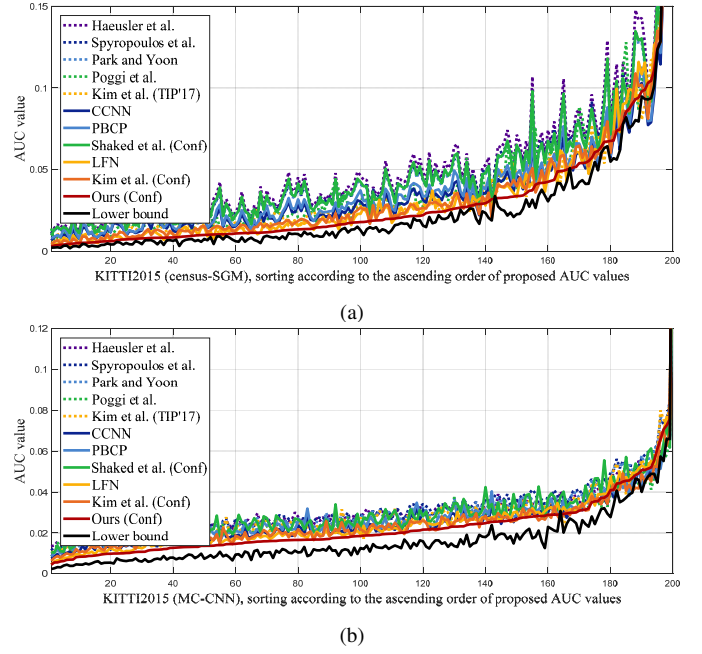 0.15
0.1
0.05
0
AUC value
Haeusler et al.
Spyropoulos et al.
Park and Yoon
Poggi et al.
Kim et al. (TIP'17)
CCNN
PBCP
Shaked et al. (Conf)
LFN
Kim et al. (Conf)
Ours (Conf)
Lower bound
20 40 60 80 100 120 140 160 180 200
KITTI2015 (census-SGM), sorting according to the ascending order of proposed AUC values
(a)
0.12
0.1
0.08
0.06
0.04
0.02
0
AUC value
Haeusler et al.
Spyropoulos et al.
Park and Yoon
Poggi et al.
Kim et al. (TIP'17)
CCNN
PBCP
Shaked et al. (Conf)
LFN
Kim et al. (Conf)
Ours (Conf)
Lower bound
20 40 60 80 100 120 140 160 180 200
KITTI2015 (MC-CNN), sorting according to the ascending order of proposed AUC values
(b)